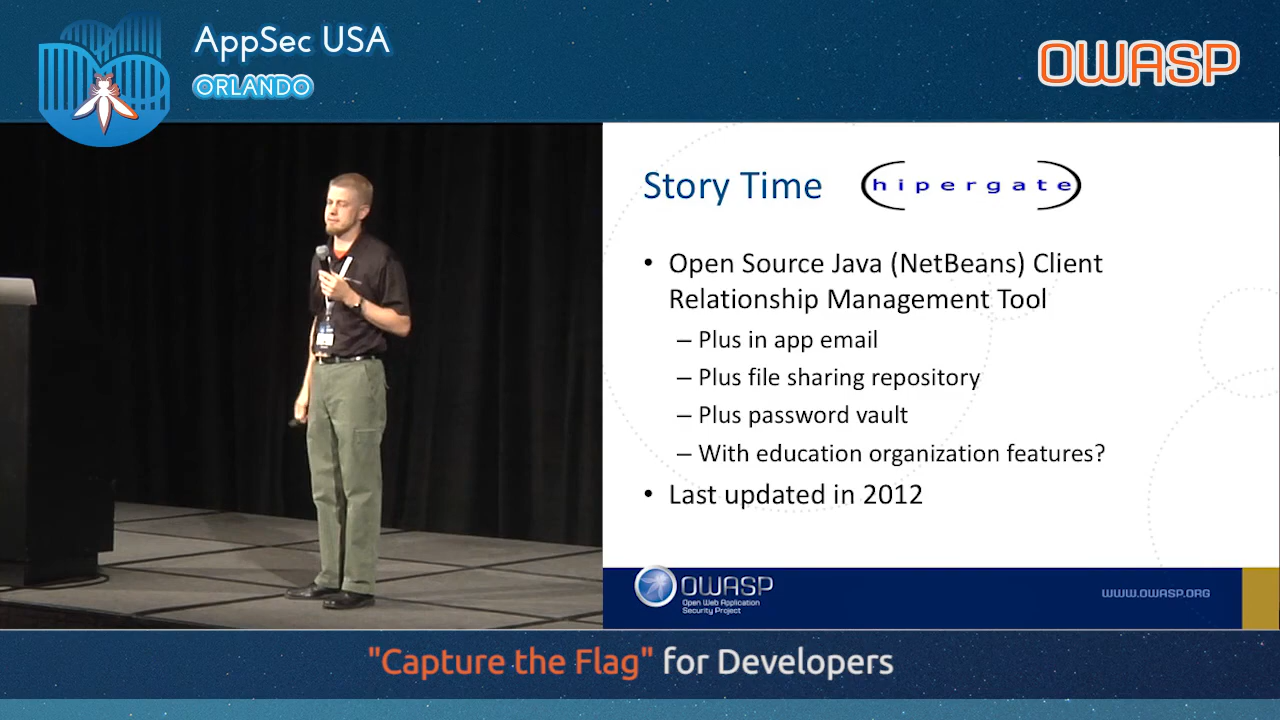 AppSec USA
ORLANDO
OWASP
Story Time
hipergate
• Open Source Java (NetBeans) Client
Relationship Management Tool
– Plus in app email
– Plus file sharing repository
– Plus password vault
– With education organization features?
• Last updated in 2012
OWASP
Open Web Application
Security Project
WWW.OWASP.ORG
"Capture the Flag" for Developers